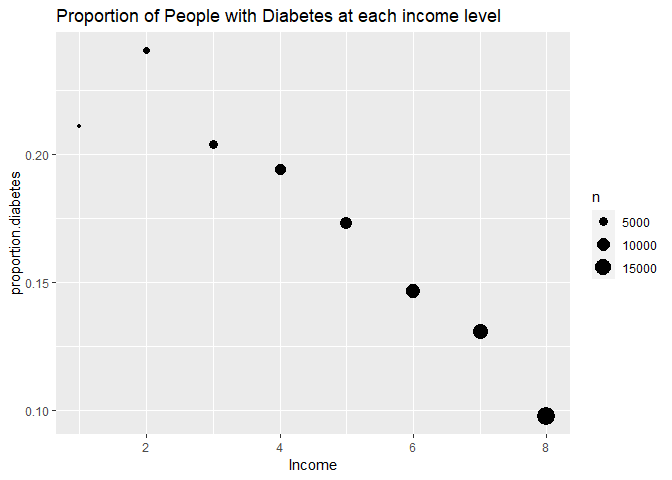 Proportion of People with Diabetes at each income level
proportion.diabetes
0.20
0.15
0.10
2
4
6
8
Income
n
5000
10000
15000